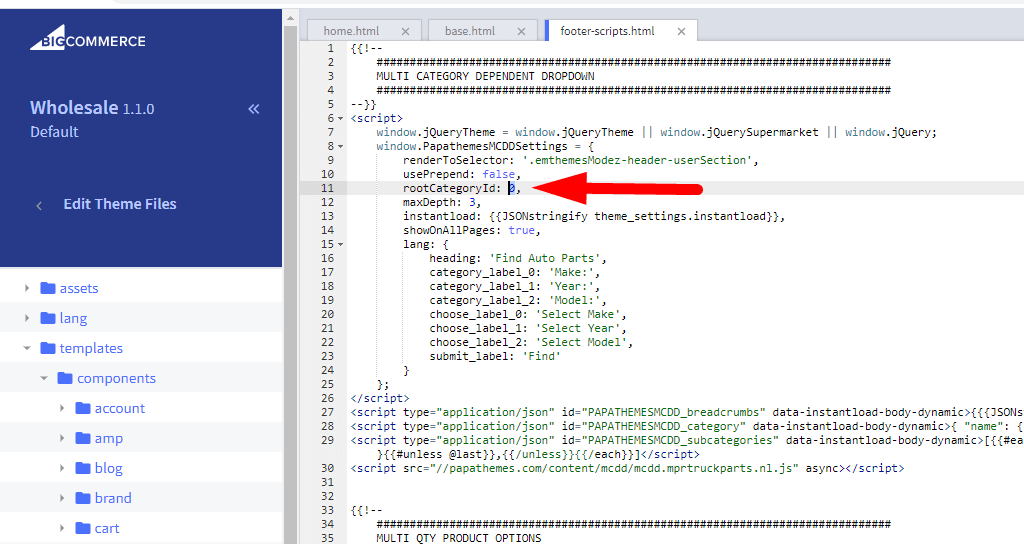 BIGCOMMERCE
Wholesale 1.1.0
Default
Edit Theme Files
assets
lang
templates
components
account
amp
blog
brand
cart
home.html
base.html
footer-scripts.html
1 {{!--
2 ##############################################################################
3 MULTI CATEGORY DEPENDENT DROPDOWN
4 ##############################################################################
5 --}}
6 <script>
7 window.jQueryTheme = window.jQueryTheme || window.jQuerySupermarket || window.jQuery;
8 window.PapathemesMCDDSettings = {
9 renderToSelector: '.emthemesModez-header-userSection',
10 usePrepend: false,
11 rootCategoryId: 0,
12 maxDepth: 3,
13 instantload: {{JSONstringify theme_settings.instantload}},
14 showOnAllPages: true,
15 lang: {
16 heading: 'Find Auto Parts',
17 category_label_0: 'Make:',
18 category_label_1: 'Year:',
19 category_label_2: 'Model:',
20 choose_label_0: 'Select Make',
21 choose_label_1: 'Select Year',
22 choose_label_2: 'Select Model',
23 submit_label: 'Find'
24 }
25 };
26 </script>
27 <script type="application/json" id="PAPATHEMESMCDD_breadcrumbs" data-instantload-body-dynamic>{{{JSONs
28 <script type="application/json" id="PAPATHEMESMCDD_category" data-instantload-body-dynamic>{ "name": {
29 <script type="application/json" id="PAPATHEMESMCDD_subcategories" data-instantload-body-dynamic>[{{#ea
}{{#unless @last}},{{/unless}}{{/each}}]</script>
30 <script src="//papathemes.com/content/mcdd/mcdd.mprtruckparts.nl.js" async></script>
31
32
33 {{!--
34 ##############################################################################
35 MULTI QTY PRODUCT OPTIONS